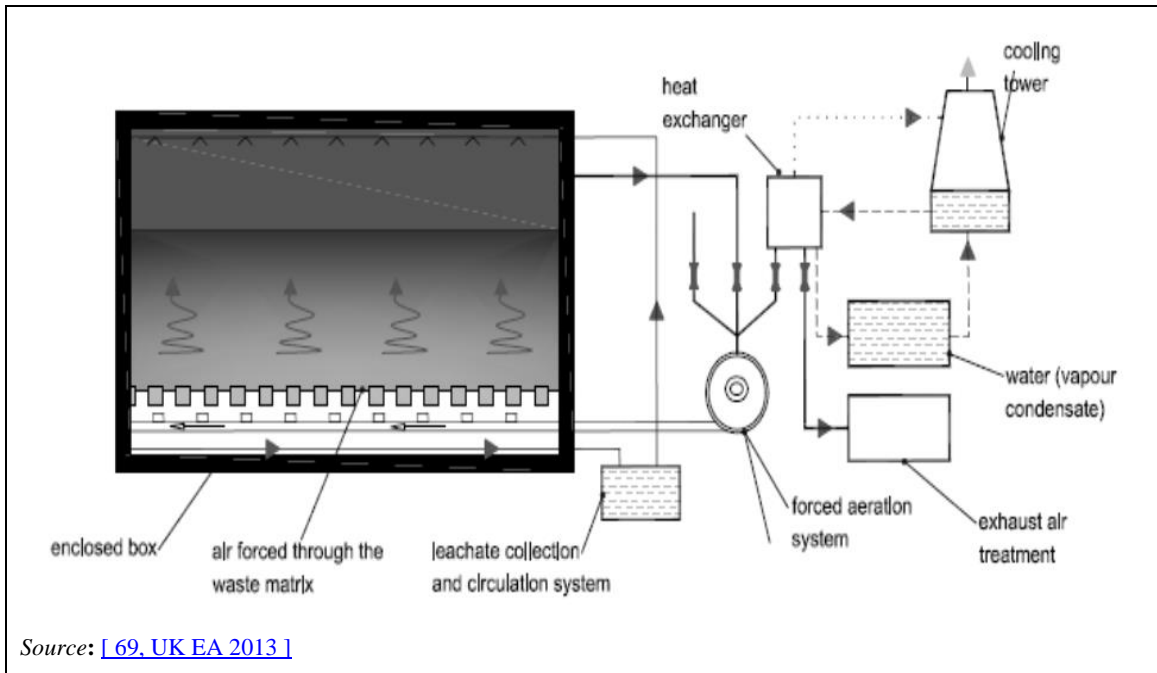 cooling
tower
heat
exchanger
water (vapour
condensate)
enclosed box
air forced through the
waste matrix
leachate collection
and circulation system
forced aeration
system
exhaust air
treatment
Source: [ 69, UK EA 2013 ]